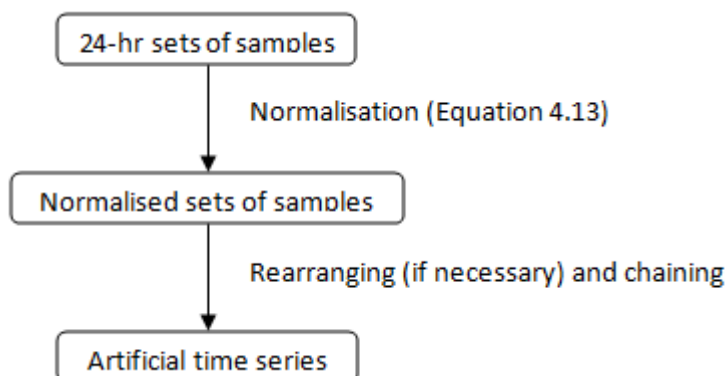 24-hr sets of samples
Normalisation (Equation 4.13)
Normalised sets of samples
Rearranging (if necessary) and chaining
Artificial time series